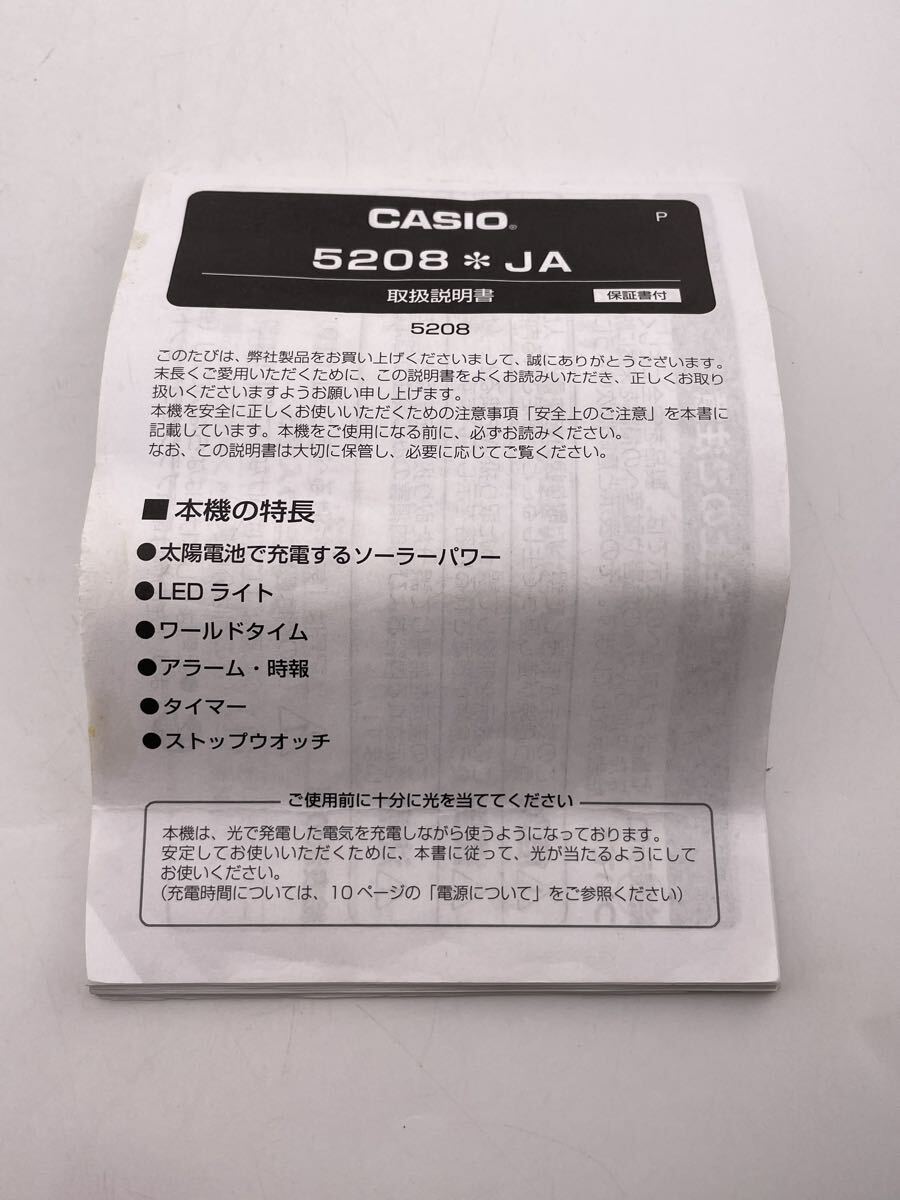 CASIO®
P
5208＊JA
取扱説明書
保証書付
5208
このたびは、弊社製品をお買い上げくださいまして、誠にありがとうございます。
末長くご愛用いただくために、この説明書をよくお読みいただき、正しくお取り
扱いくださいますようお願い申し上げます。
本機を安全に正しくお使いいただくための注意事項「安全上のご注意」を本書に
記載しています。本機をご使用になる前に、必ずお読みください。
なお、この説明書は大切に保管し、必要に応じてご覧ください。
■ 本機の特長
●太陽電池で充電するソーラーパワー
●LED ライト
●ワールドタイム
●アラーム・時報
●タイマー
●ストップウオッチ
ご使用前に十分に光を当ててください
本機は、光で発電した電気を充電しながら使うようになっております。
安定してお使いいただくために、本書に従って、光が当たるようにして
お使いください。
(充電時間については、10ページの「電源について」をご参照ください)